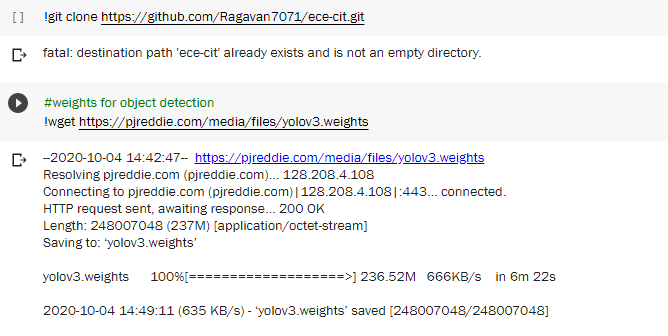 [ ] !git clone https://github.com/Ragavan7071/ece-cit.git
fatal: destination path 'ece-cit' already exists and is not an empty directory.
#weights for object detection
!wget https://pjreddie.com/media/files/yolov3.weights
--2020-10-04 14:42:47-- https://pjreddie.com/media/files/yolov3.weights
Resolving pjreddie.com (pjreddie.com)... 128.208.4.108
Connecting to pjreddie.com (pjreddie.com)|128.208.4.108|:443... connected.
HTTP request sent, awaiting response... 200 OK
Length: 248007048 (237M) [application/octet-stream]
Saving to: ‘yolov3.weights’
yolov3.weights 100%[===================>] 236.52M 666KB/s in 6m 22s
2020-10-04 14:49:11 (635 KB/s) - ‘yolov3.weights’ saved [248007048/248007048]